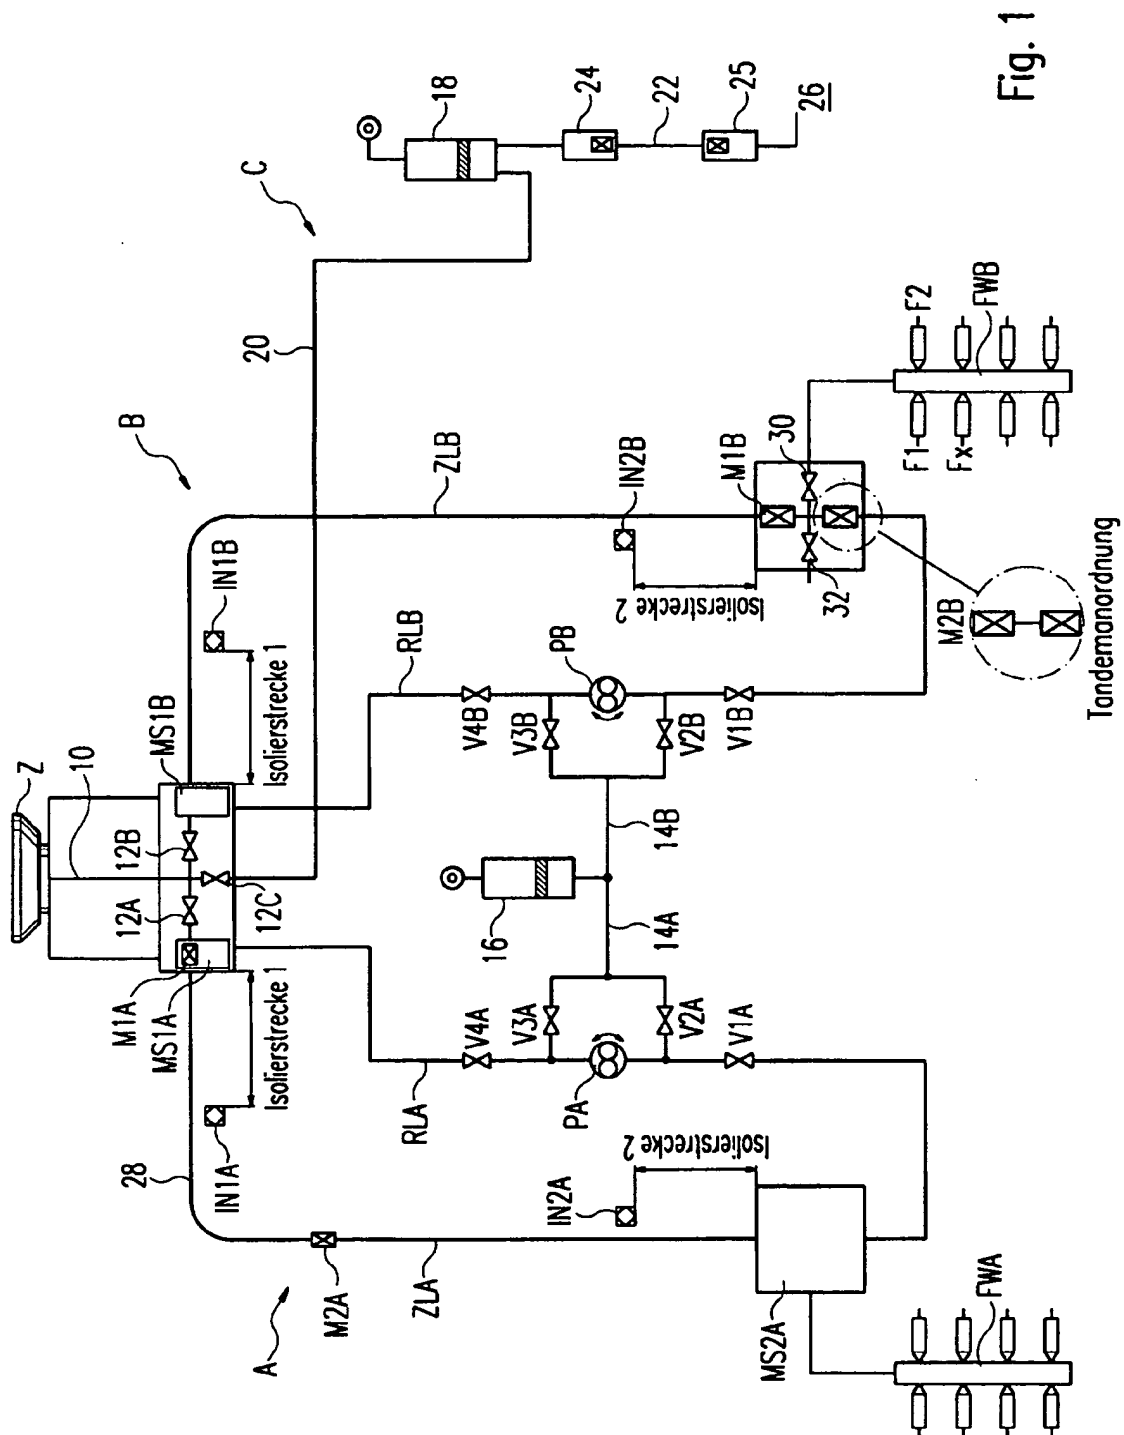 Fig. 1
Z
10
MS1B
12B
12A
12C
M1A
MS1A
Isolierstrecke 1
Isolierstrecke 1
IN1A
IN1B
28
A
B
C
20
18
24
22
25
26
M2A
ZLA
ZLB
RLA
RLB
V4A
V4B
V3A
V3B
PA
PB
V2A
V2B
V1A
V1B
16
14A
14B
IN2A
IN2B
Isolierstrecke 2
Isolierstrecke 2
MS2A
M1B
30
32
M2B
Tandemanordnung
F1
F2
Fx
FWB
FWA